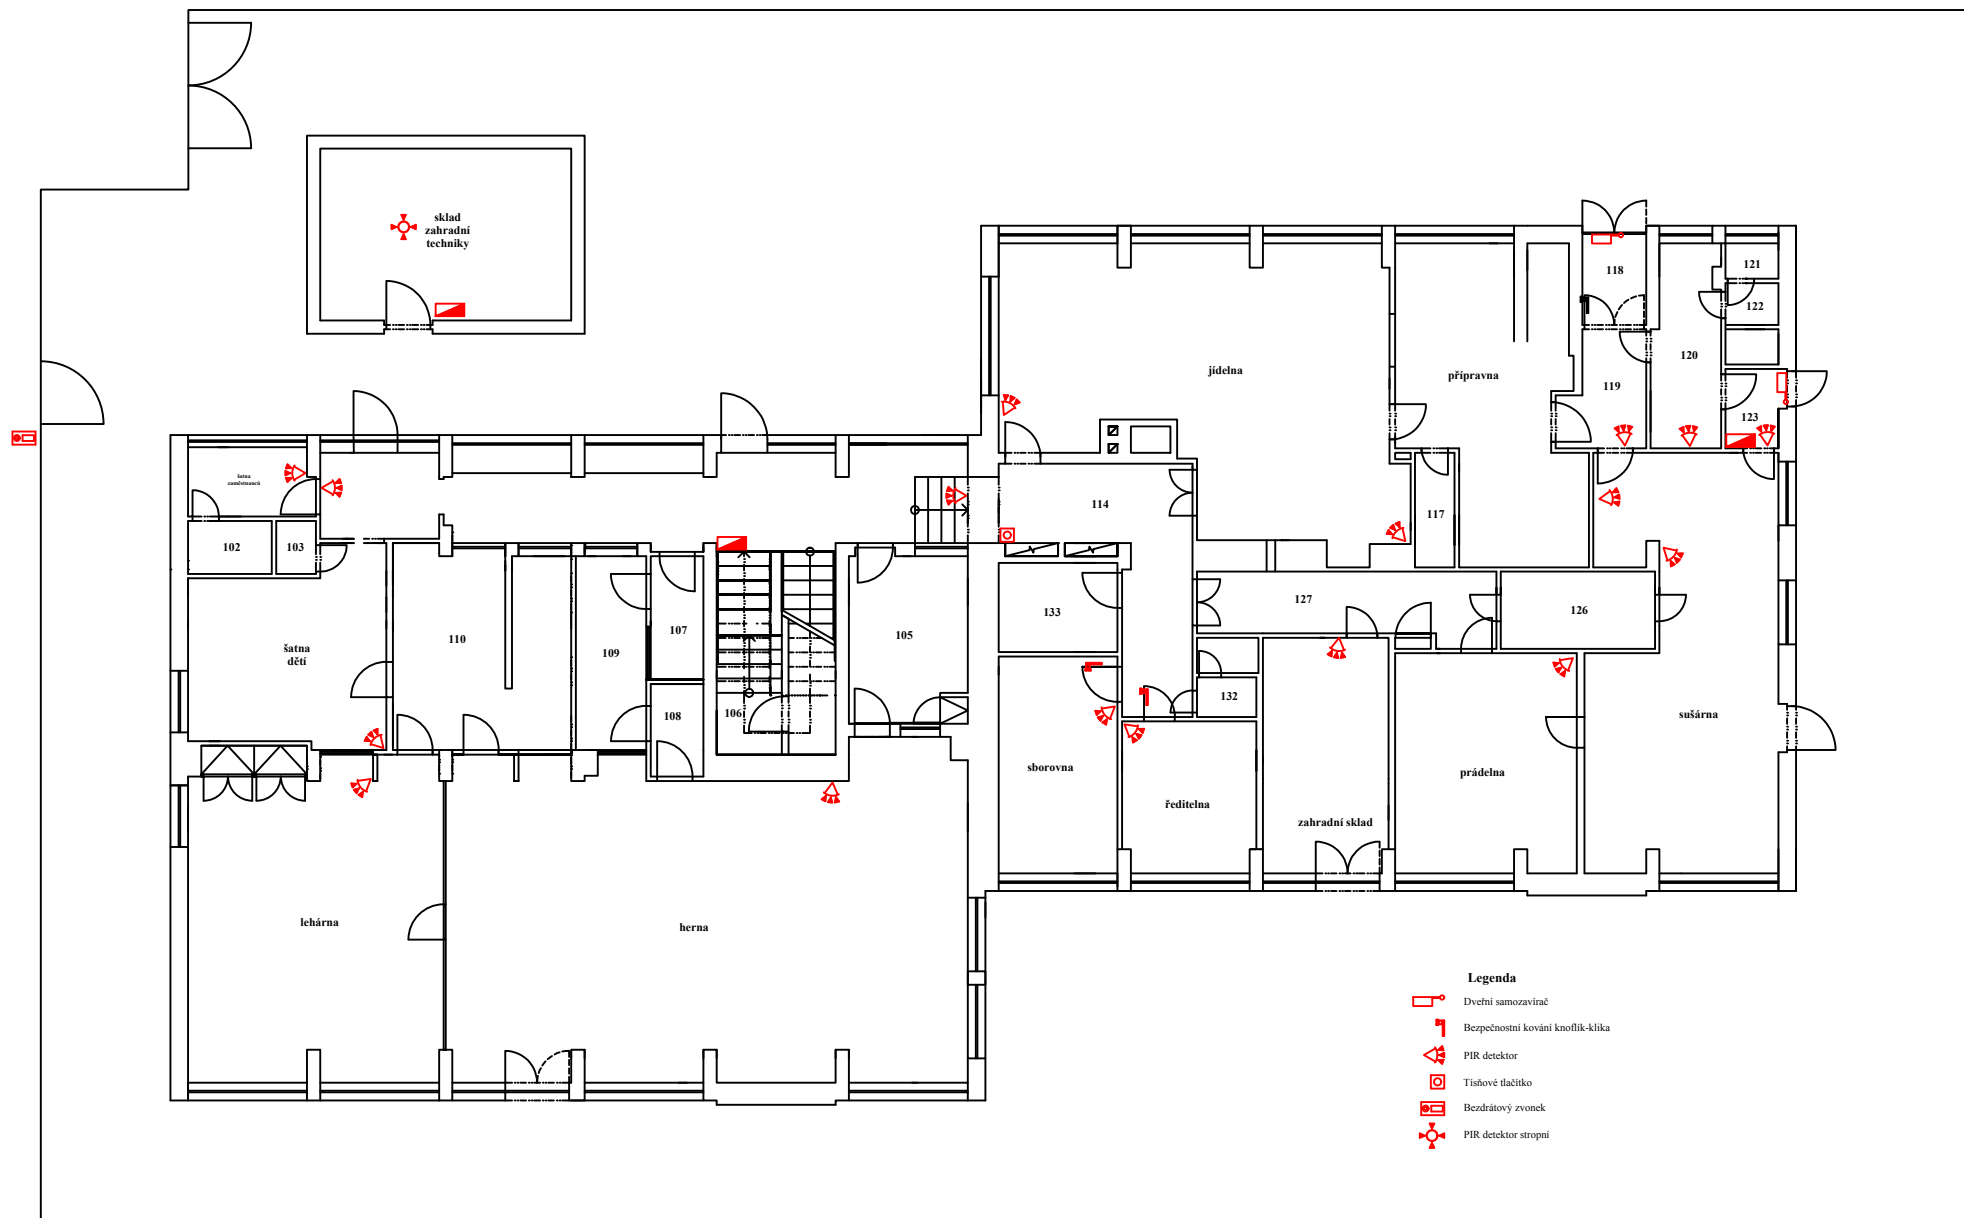 sklad
zahradní
techniky
118
121
122
120
jídelna
přípravna
119
123
šatna
zaměstnanců
102
103
114
117
127
126
133
šatna
dětí
110
109
107
105
108
106
132
sborovna
ředitelna
zahradní sklad
prádelna
sušárna
lehárna
herna
Legenda
Dveřní samozavírač
Bezpečnostní kování knoflík-klika
PIR detektor
Tísňové tlačítko
Bezdrátový zvonek
PIR detektor stropní